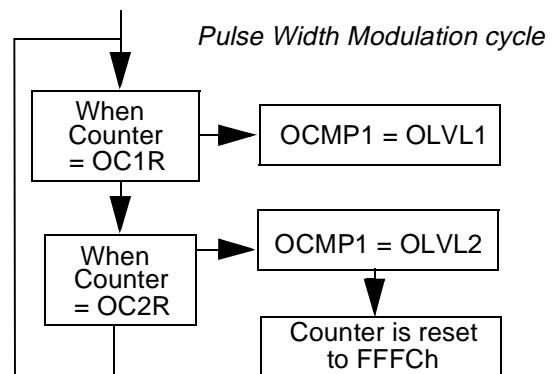 Pulse Width Modulation cycle
When
Counter
= OC1R
OCMP1 = OLVL1
When
Counter
= OC2R
OCMP1 = OLVL2
Counter is reset
to FFFCh